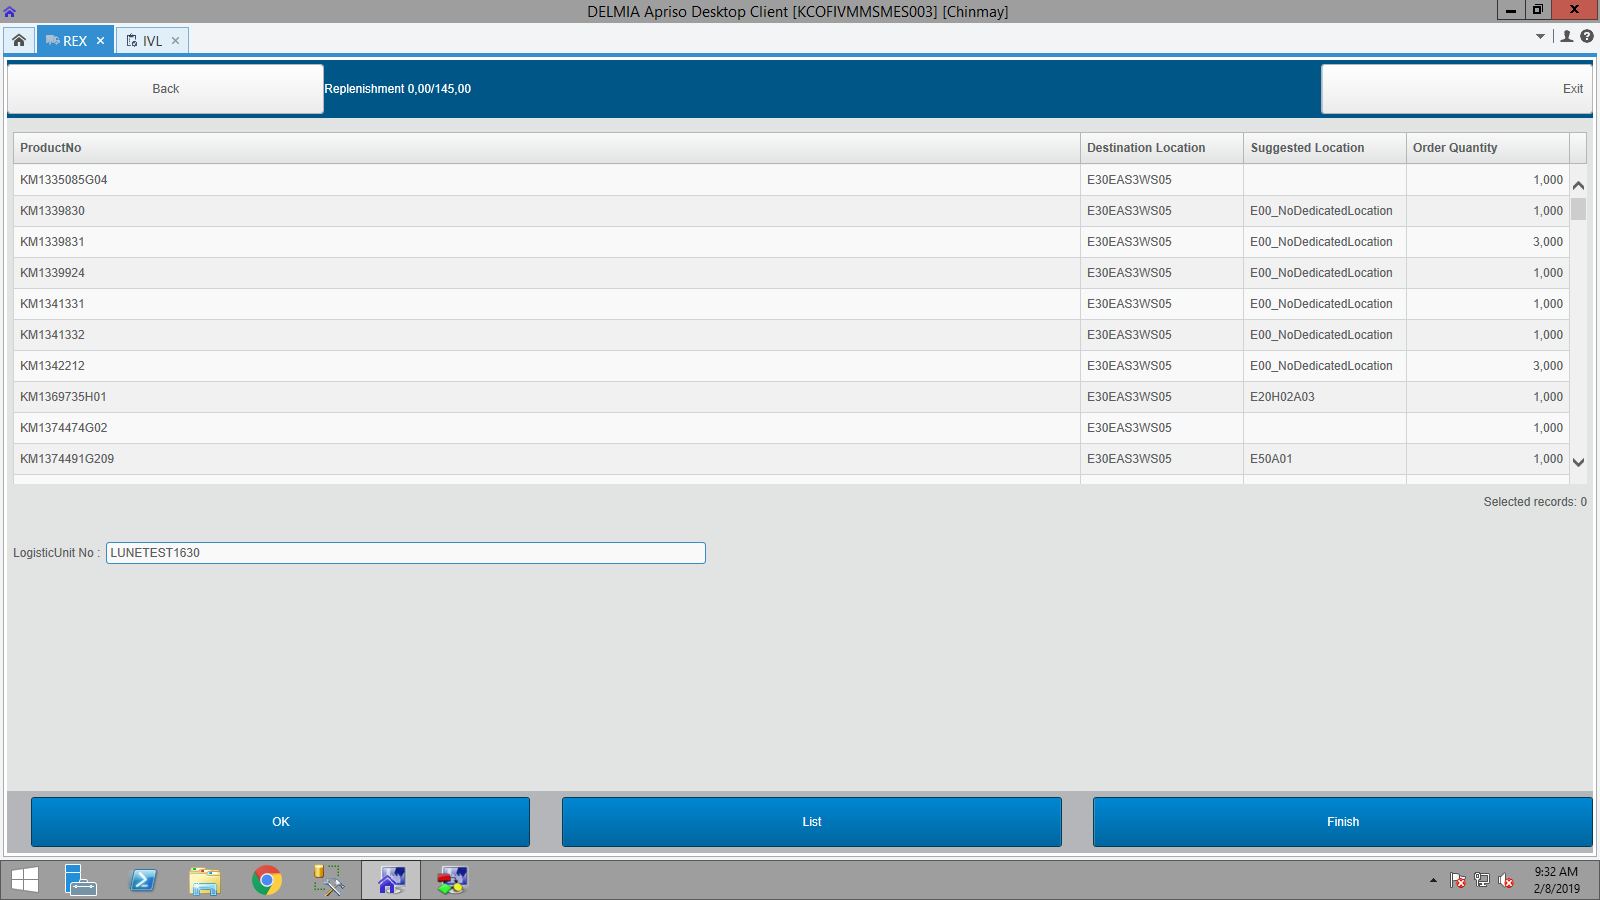 DELMIA Apriso Desktop Client [KCOFIVMMSMES003] [Chinmay]
REX IVL
Back Replenishment 0,00/145,00 Exit
ProductNo Destination Location Suggested Location Order Quantity
KM1335085G04 E30EAS3WS05 1,000
KM1339830 E30EAS3WS05 E00_NoDedicatedLocation 1,000
KM1339831 E30EAS3WS05 E00_NoDedicatedLocation 3,000
KM1339924 E30EAS3WS05 E00_NoDedicatedLocation 1,000
KM1341331 E30EAS3WS05 E00_NoDedicatedLocation 1,000
KM1341332 E30EAS3WS05 E00_NoDedicatedLocation 1,000
KM1342212 E30EAS3WS05 E00_NoDedicatedLocation 3,000
KM1369735H01 E30EAS3WS05 E20H02A03 1,000
KM1374474G02 E30EAS3WS05 1,000
KM1374491G209 E30EAS3WS05 E50A01 1,000
Selected records: 0
LogisticUnit No : LUNETEST1630
OK List Finish
9:32 AM
2/8/2019